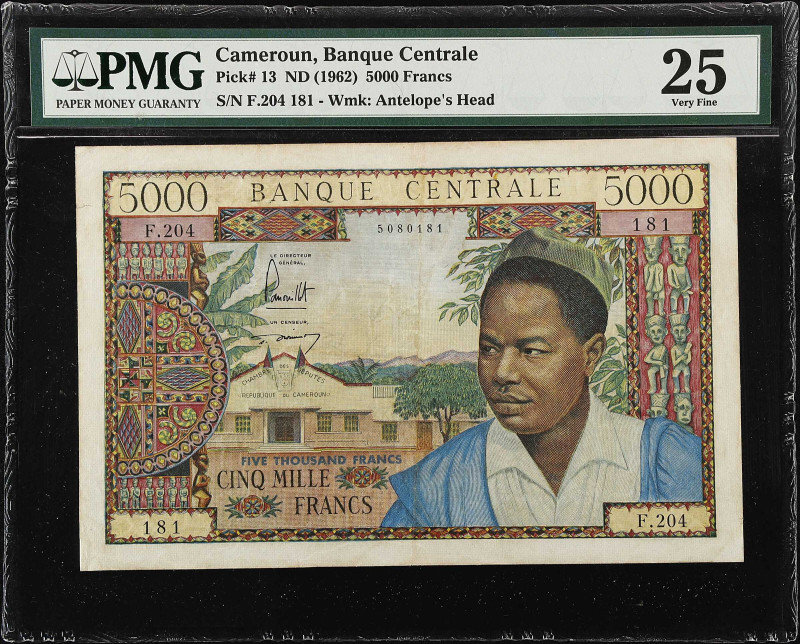 PMG
PAPER MONEY GUARANTY
Cameroun, Banque Centrale
Pick# 13 ND (1962) 5000 Francs
S/N F.204 181 - Wmk: Antelope's Head
25
Very Fine
5000 BANQUE CENTRALE 5000
F.204
5080181
181
LE DIRECTEUR
GÉNÉRAL,
UN CENSEUR,
CHAMBRE DES DÉPUTES
REPUBLIQUE DU CAMEROUN
FIVE THOUSAND FRANCS
CINQ MILLE
FRANCS
181
F.204